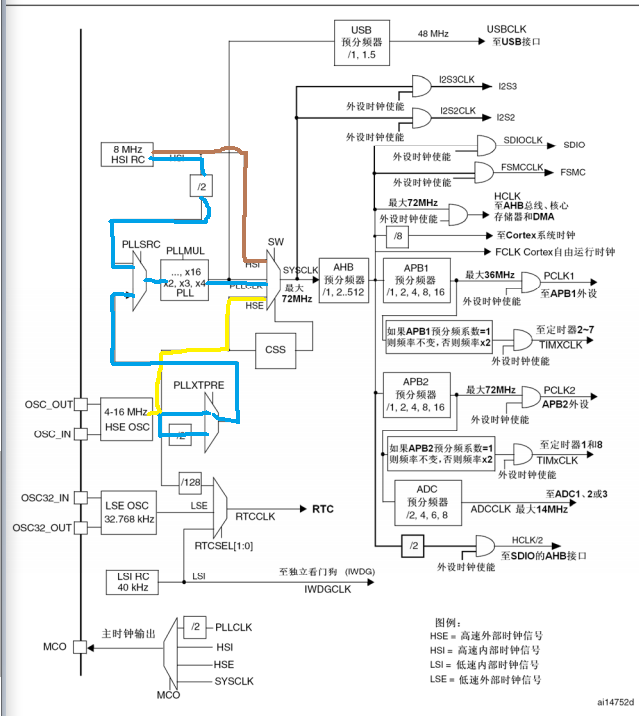 USB
预分频器
/1, 1.5
48 MHz
USBCLK
至USB接口
I2S3CLK
I2S3
外设时钟使能
I2S2CLK
I2S2
外设时钟使能
SDIOCLK
SDIO
外设时钟使能
FSMCCLK
FSMC
外设时钟使能
8 MHz
HSI RC
HSI
/2
HCLK
最大72MHz
至AHB总线、核心
存储器和DMA
外设时钟使能
/8
至Cortex系统时钟
FCLK Cortex自由运行时钟
PLLSRC
PLLMUL
..., x16
x2, x3, x4
PLL
SW
HSI
PLLCLK
HSE
SYSCLK
最大
72MHz
AHB
预分频器
/1, 2..512
APB1
预分频器
/1, 2, 4, 8, 16
最大36MHz
PCLK1
至APB1外设
外设时钟使能
CSS
如果APB1预分频系数=1
则频率不变，否则频率x2
至定时器2~7
TIMXCLK
外设时钟使能
PLLXTPRE
OSC_OUT
OSC_IN
4-16 MHz
HSE OSC
/2
APB2
预分频器
/1, 2, 4, 8, 16
最大72MHz
PCLK2
APB2外设
外设时钟使能
如果APB2预分频系数=1
则频率不变，否则频率x2
至定时器1和8
TIMxCLK
外设时钟使能
/128
OSC32_IN
OSC32_OUT
LSE OSC
32.768 kHz
LSE
RTCCLK
RTC
RTCSEL[1:0]
ADC
预分频器
/2, 4, 6, 8
至ADC1、2或3
ADCCLK 最大14MHz
/2
HCLK/2
至SDIO的AHB接口
外设时钟使能
LSI RC
40 kHz
LSI
至独立看门狗 (IWDG)
IWDGCLK
MCO
主时钟输出
/2
PLLCLK
HSI
HSE
SYSCLK
MCO
图例：
HSE = 高速外部时钟信号
HSI = 高速内部时钟信号
LSI = 低速内部时钟信号
LSE = 低速外部时钟信号
ai14752d